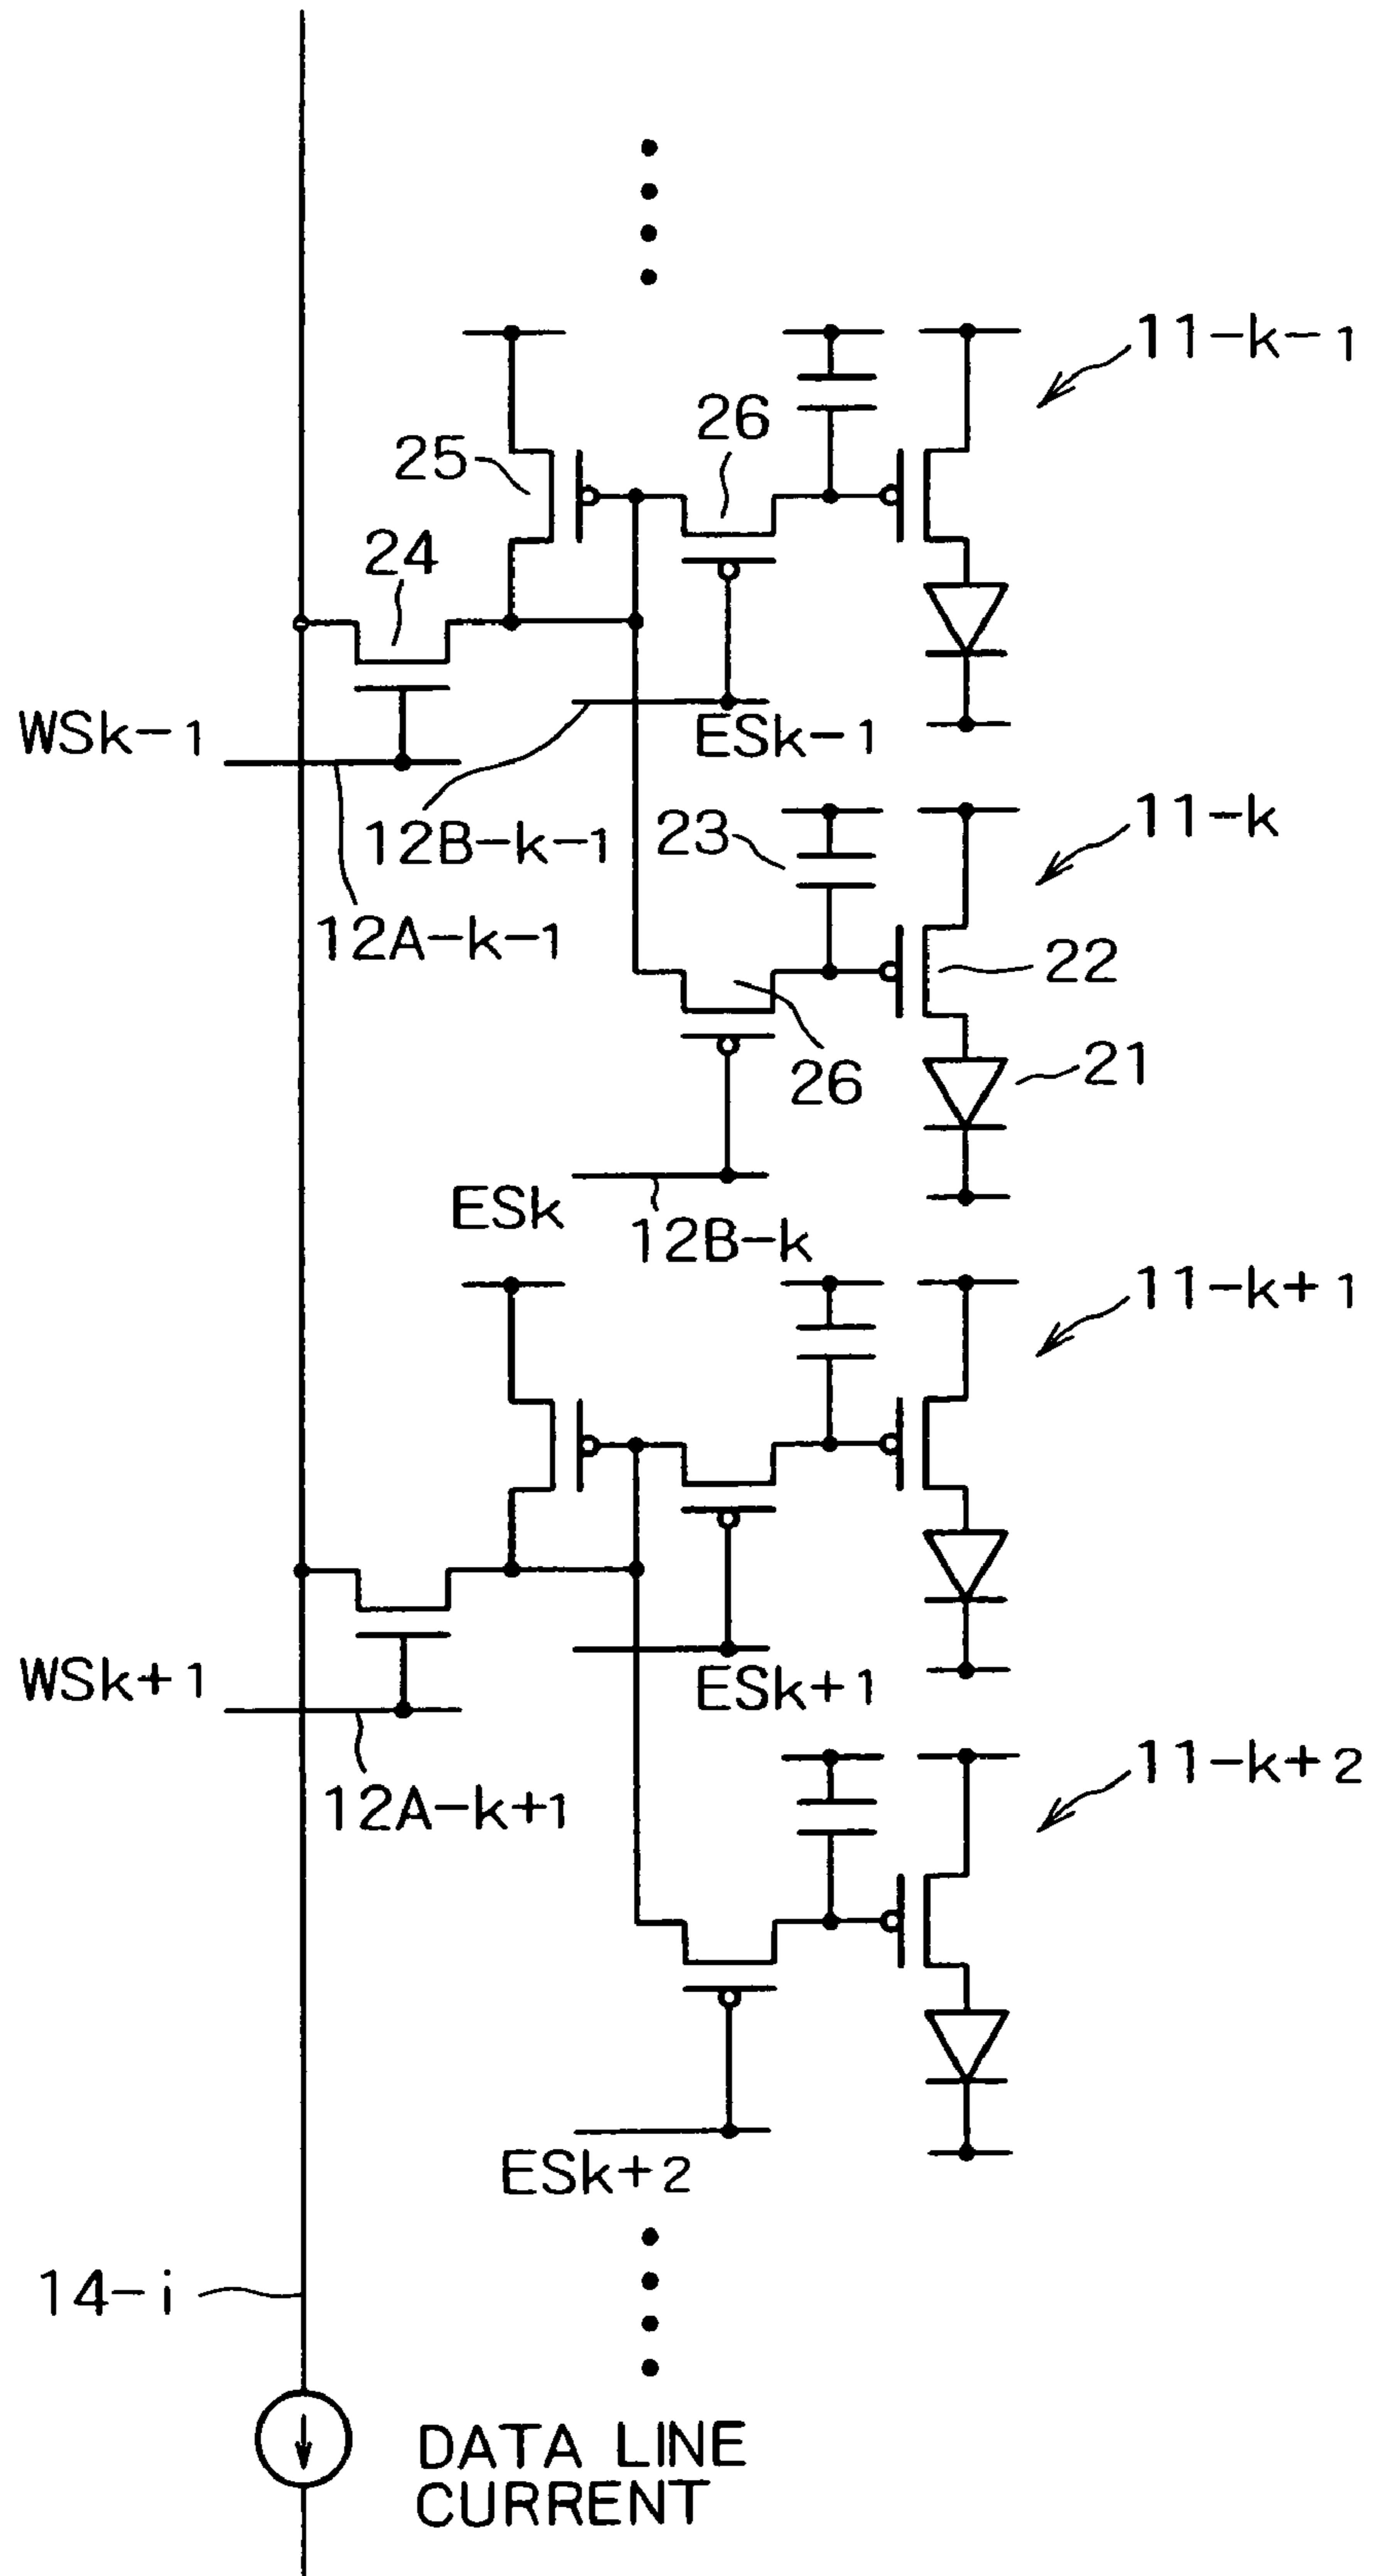 11-k-1
26
25
24
WSk-1
ESk-1
12B-k-1
11-k
23
12A-k-1
22
21
26
ESk
12B-k
11-k+1
WSk+1
ESk+1
11-k+2
12A-k+1
ESk+2
14-i
DATA LINE
CURRENT